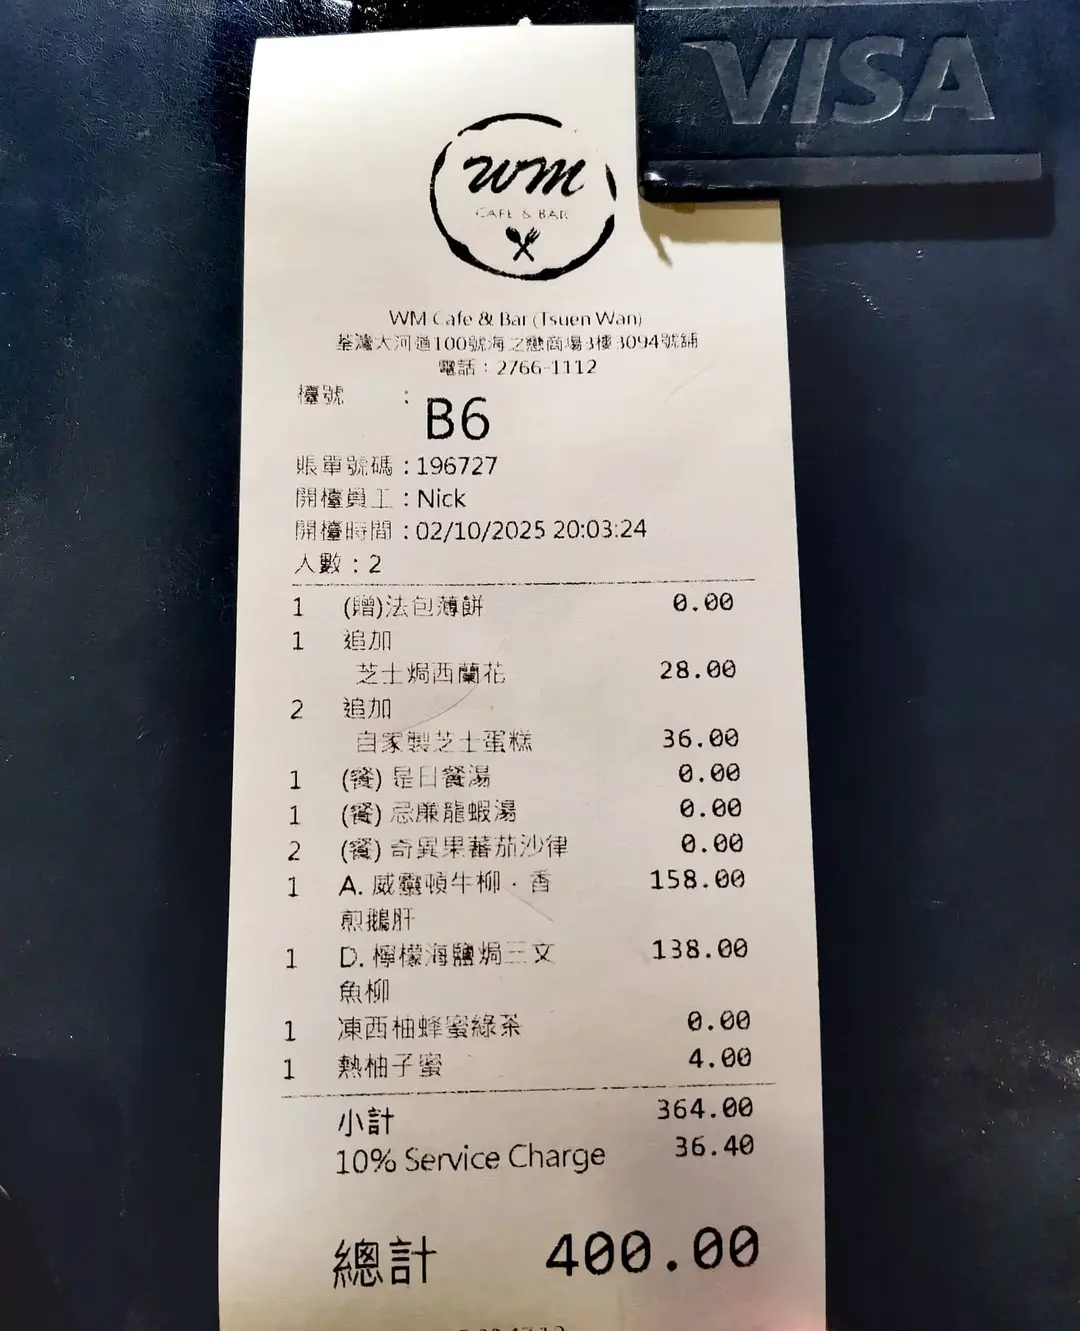 VISA
WM
CAFE & BAR
WM Cafe & Bar (Tsuen Wan)
荃灣大河道100號海之戀商場3樓3094號舖
電話：2766-1112
檯號 :
B6
賬單號碼 : 196727
開檯員工 : Nick
開檯時間 : 02/10/2025 20:03:24
人數 : 2
1 (贈)法包薄餅 0.00
1 追加
芝士焗西蘭花 28.00
2 追加
自家製芝士蛋糕 36.00
1 (餐) 是日餐湯 0.00
1 (餐) 忌廉龍蝦湯 0.00
2 (餐) 奇異果蕃茄沙律 0.00
1 A. 威靈頓牛柳 · 香 158.00
煎鵝肝
1 D. 檸檬海鹽焗三文 138.00
魚柳
1 凍西柚蜂蜜綠茶 0.00
1 熱柚子蜜 4.00
小計 364.00
10% Service Charge 36.40
總計 400.00